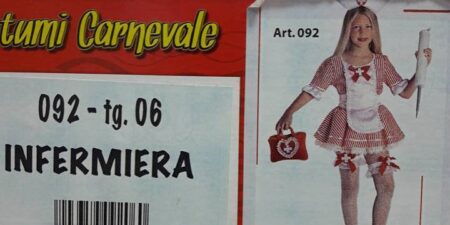 tumi Carnevale
Art. 092
092 - tg. 06
INFERMIERA